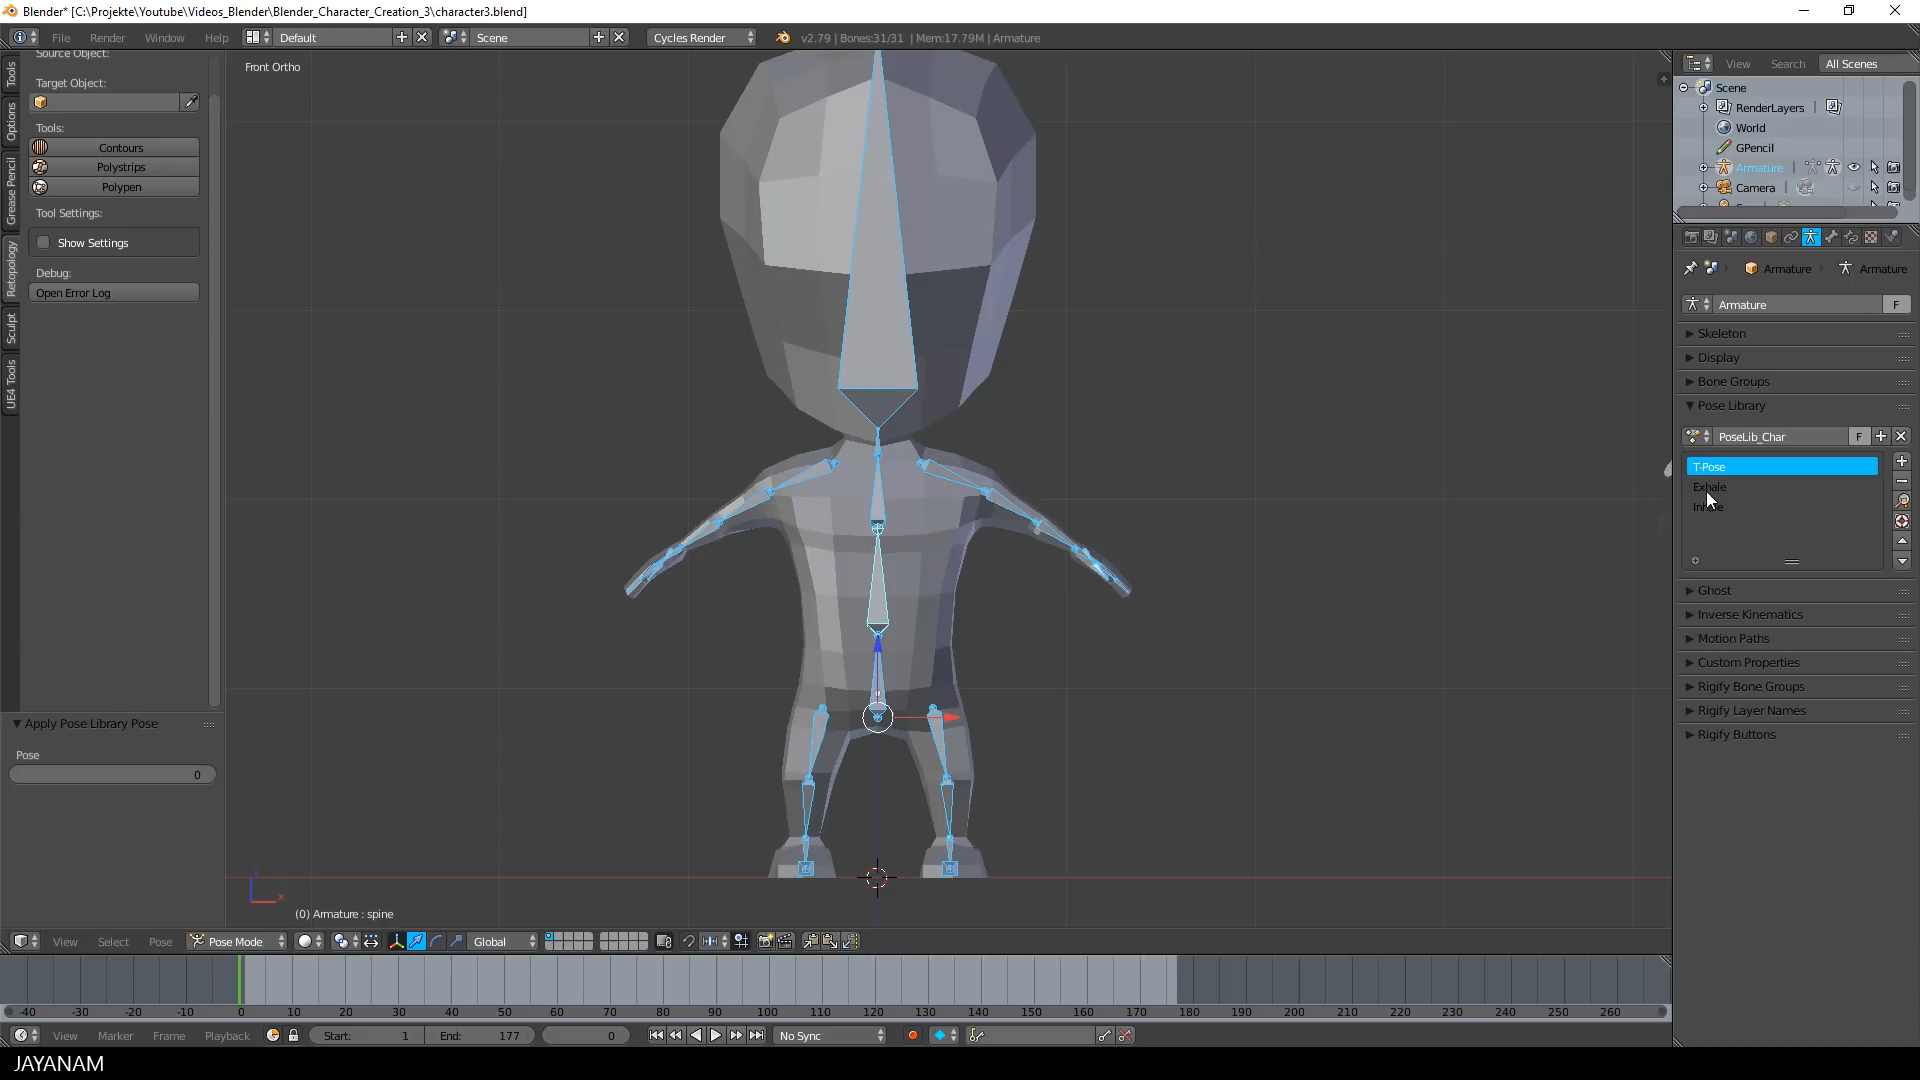 Blender* [C:\Projekte\Youtube\Videos_Blender\Blender_Character_Creation_3\character3.blend]
File Render Window Help Default Scene Cycles Render v2.79 | Bones:31/31 | Mem:17.79M | Armature
Source Object:
Target Object:
Tools:
Contours
Polystrips
Polypen
Tool Settings:
Show Settings
Debug:
Open Error Log
Tools
Options
Grease Pencil
Retopology
Sculpt
UE4 Tools
Apply Pose Library Pose
Pose
0
Front Ortho
(0) Armature : spine
View Select Pose Pose Mode Global
-40 -30 -20 -10 0 10 20 30 40 50 60 70 80 90 100 110 120 130 140 150 160 170 180 190 200 210 220 230 240 250 260
View Marker Frame Playback Start: 1 End: 177 0 No Sync
View Search All Scenes
Scene
RenderLayers
World
GPencil
Armature
Camera
Armature Armature
Armature F
Skeleton
Display
Bone Groups
Pose Library
PoseLib_Char F
T-Pose
Exhale
Ghost
Inverse Kinematics
Motion Paths
Custom Properties
Rigify Bone Groups
Rigify Layer Names
Rigify Buttons
JAYANAM